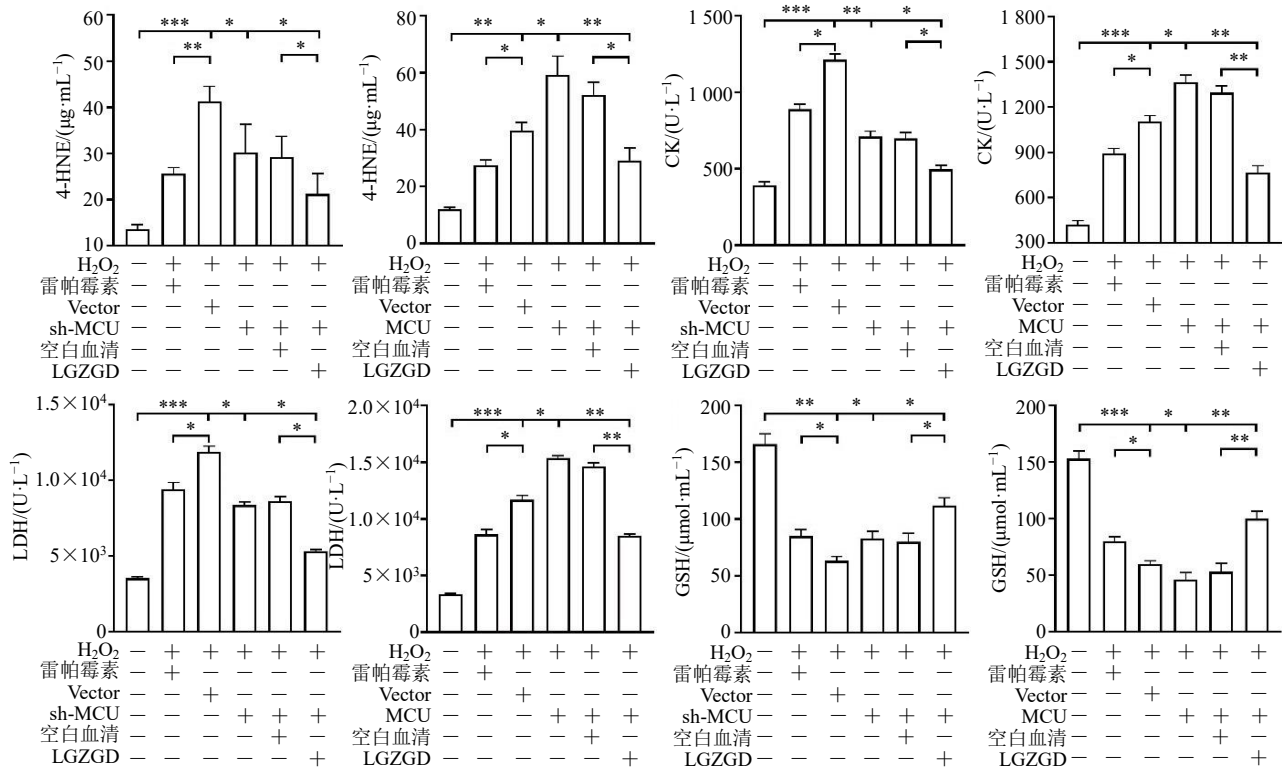 4-HNE/(μg·mL⁻¹)
60
50
40
30
20
10
*** * *
** *
H₂O₂ — + + + + +
雷帕霉素 — + — — — —
Vector — — + — — —
sh-MCU — — — + + +
空白血清 — — — — + —
LGZGD — — — — — +
4-HNE/(μg·mL⁻¹)
80
60
40
20
0
** * **
* *
H₂O₂ — + + + + +
雷帕霉素 — + — — — —
Vector — — + — — —
MCU — — — + + +
空白血清 — — — — + —
LGZGD — — — — — +
CK/(U·L⁻¹)
1 500
1 000
500
0
*** ** *
* *
H₂O₂ — + + + + +
雷帕霉素 — + — — — —
Vector — — + — — —
sh-MCU — — — + + +
空白血清 — — — — + —
LGZGD — — — — — +
CK/(U·L⁻¹)
1 800
1 500
1 200
900
600
300
*** * **
* **
H₂O₂ — + + + + +
雷帕霉素 — + — — — —
Vector — — + — — —
MCU — — — + + +
空白血清 — — — — + —
LGZGD — — — — — +
LDH/(U·L⁻¹)
1.5×10⁴
1.0×10⁴
5×10³
0
*** * *
* *
H₂O₂ — + + + + +
雷帕霉素 — + — — — —
Vector — — + — — —
sh-MCU — — — + + +
空白血清 — — — — + —
LGZGD — — — — — +
LDH/(U·L⁻¹)
2.0×10⁴
1.5×10⁴
1.0×10⁴
5×10³
0
*** * **
* **
H₂O₂ — + + + + +
雷帕霉素 — + — — — —
Vector — — + — — —
MCU — — — + + +
空白血清 — — — — + —
LGZGD — — — — — +
GSH/(μmol·mL⁻¹)
200
150
100
50
0
** * *
* *
H₂O₂ — + + + + +
雷帕霉素 — + — — — —
Vector — — + — — —
sh-MCU — — — + + +
空白血清 — — — — + —
LGZGD — — — — — +
GSH/(μmol·mL⁻¹)
200
150
100
50
0
*** * **
* **
H₂O₂ — + + + + +
雷帕霉素 — + — — — —
Vector — — + — — —
MCU — — — + + +
空白血清 — — — — + —
LGZGD — — — — — +